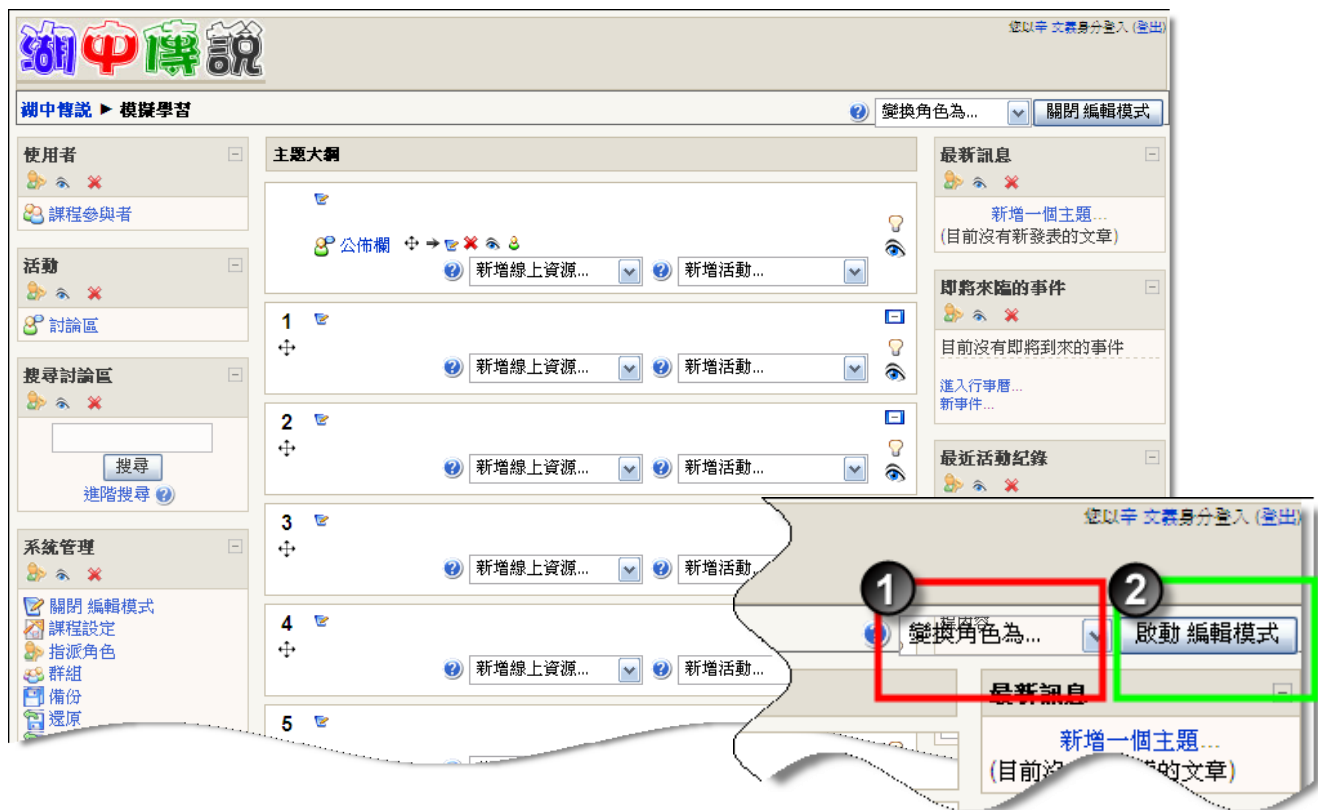 湖中傳說
您以辛 文義身分登入 (登出)
湖中傳說 ► 模擬學習
變換角色為...
關閉 編輯模式
使用者
課程參與者
活動
討論區
搜尋討論區
搜尋
進階搜尋
系統管理
關閉 編輯模式
課程設定
指派角色
群組
備份
還原
主題大綱
公佈欄
新增線上資源... 新增活動...
1
新增線上資源... 新增活動...
2
新增線上資源... 新增活動...
3
新增線上資源... 新增活動...
4
新增線上資源... 新增活動...
5
最新訊息
新增一個主題...
(目前沒有新發表的文章)
即將來臨的事件
目前沒有即將到來的事件
進入行事曆...
新事件...
最近活動紀錄
您以辛 文義身分登入 (登出)
1
2
變換角色為...
啟動 編輯模式
最新訊息
新增一個主題...
(目前沒 的文章)